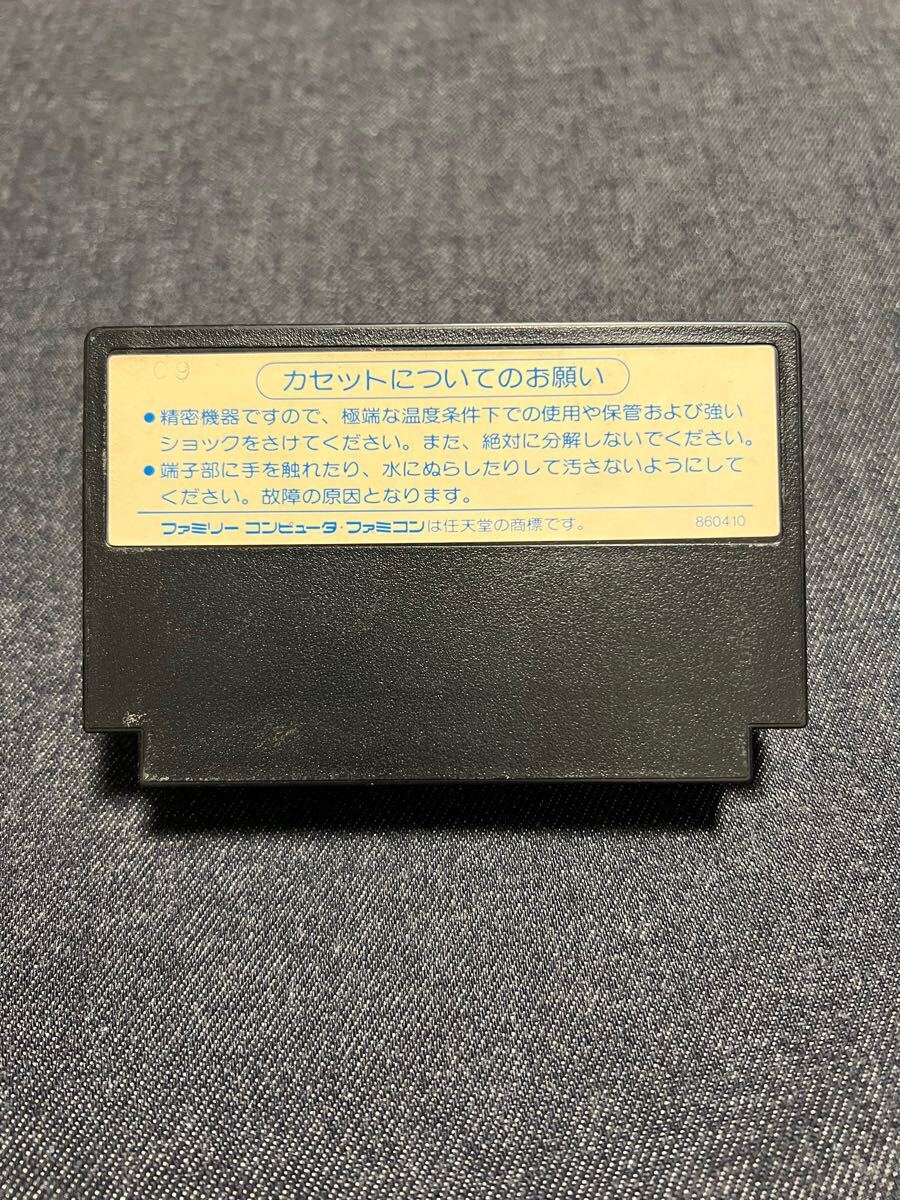 09
カセットについてのお願い
●精密機器ですので、極端な温度条件下での使用や保管および強い
ショックをさけてください。また、絶対に分解しないでください。
●端子部に手を触れたり、水にぬらしたりして汚さないようにして
ください。故障の原因となります。
ファミリー コンピュータ・ファミコンは任天堂の商標です。 860410